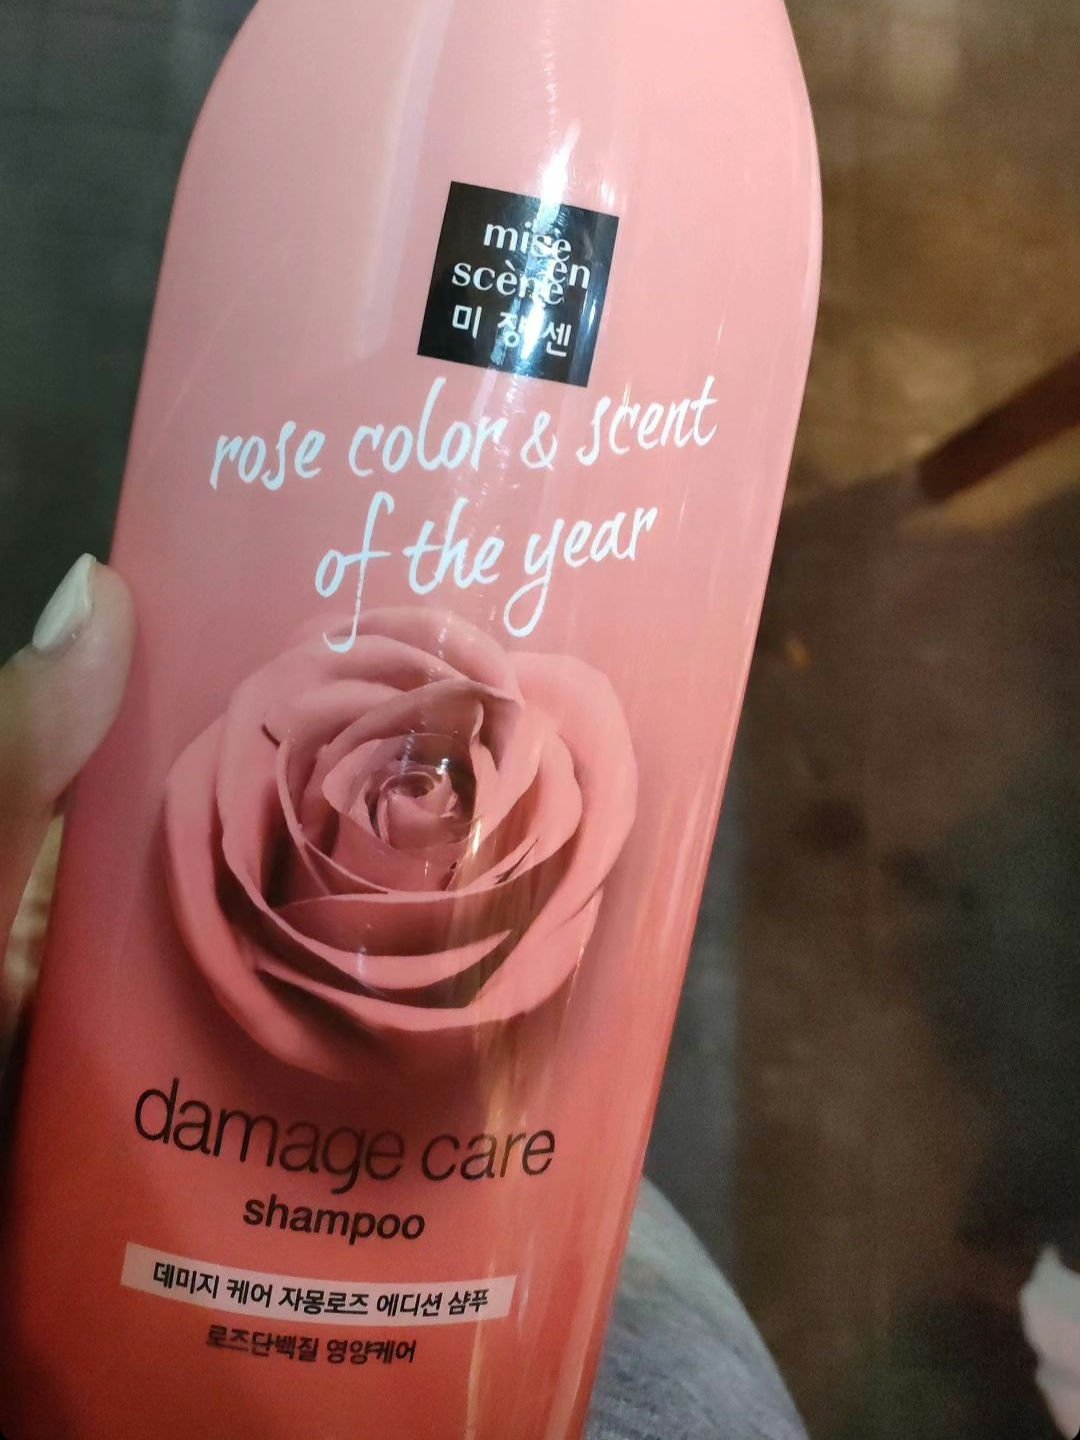 mise
en
scène
미쟝센
rose color & scent
of the year
damage care
shampoo
데미지 케어 자몽로즈 에디션 샴푸
로즈단백질 영양케어